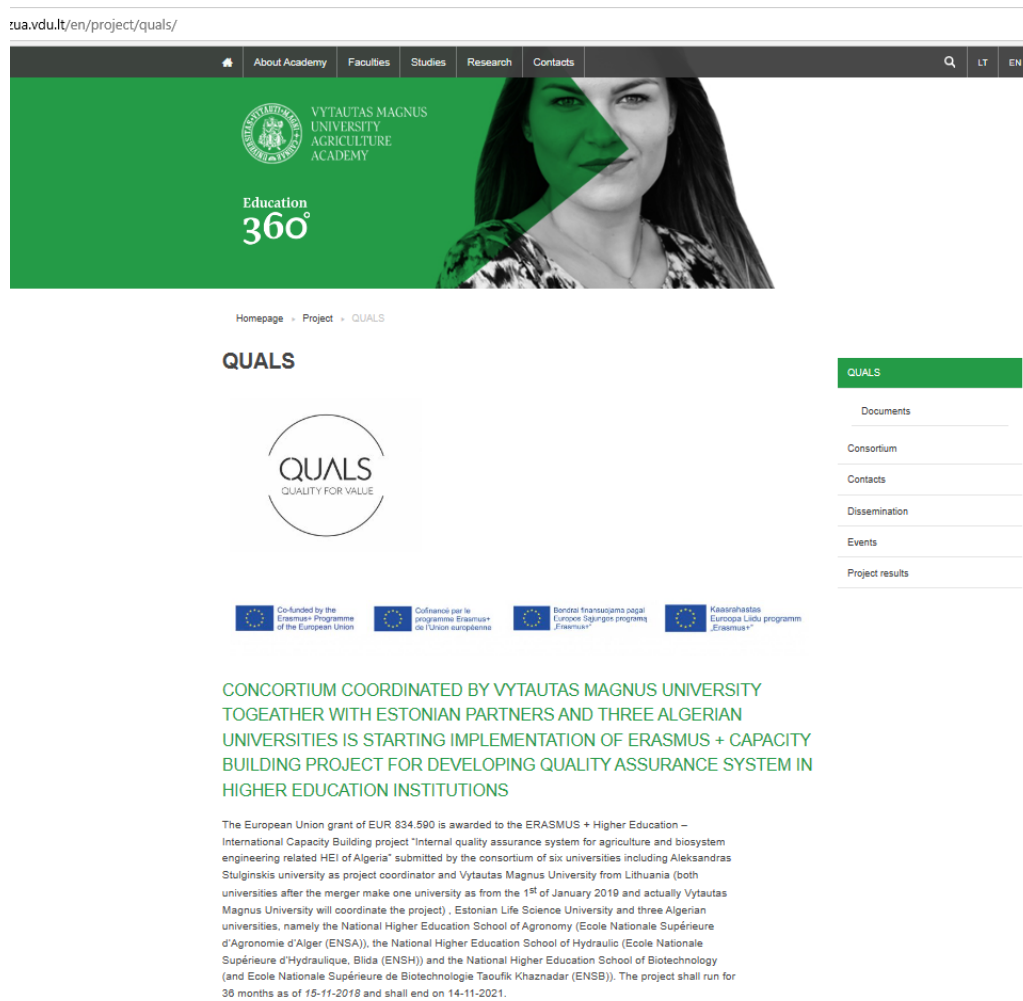 zua.vdu.lt/en/project/quals/
About Academy Faculties Studies Research Contacts LT EN
VYTAUTAS MAGNUS
UNIVERSITY
AGRICULTURE
ACADEMY
Education
360°
Homepage » Project » QUALS
QUALS
QUALS
QUALITY FOR VALUE
QUALS
Documents
Consortium
Contacts
Dissemination
Events
Project results
Co-funded by the
Erasmus+ Programme
of the European Union
Cofinancé par le
programme Erasmus+
de l'Union européenne
Bendrai finansuojama pagal
Europos Sąjungos programą
„Erasmus+"
Kaasrahastas
Euroopa Liidu programm
„Erasmus+"
CONCORTIUM COORDINATED BY VYTAUTAS MAGNUS UNIVERSITY
TOGEATHER WITH ESTONIAN PARTNERS AND THREE ALGERIAN
UNIVERSITIES IS STARTING IMPLEMENTATION OF ERASMUS + CAPACITY
BUILDING PROJECT FOR DEVELOPING QUALITY ASSURANCE SYSTEM IN
HIGHER EDUCATION INSTITUTIONS
The European Union grant of EUR 834.590 is awarded to the ERASMUS + Higher Education –
International Capacity Building project "Internal quality assurance system for agriculture and biosystem
engineering related HEI of Algeria" submitted by the consortium of six universities including Aleksandras
Stulginskis university as project coordinator and Vytautas Magnus University from Lithuania (both
universities after the merger make one university as from the 1st of January 2019 and actually Vytautas
Magnus University will coordinate the project) , Estonian Life Science University and three Algerian
universities, namely the National Higher Education School of Agronomy (Ecole Nationale Supérieure
d'Agronomie d'Alger (ENSA)), the National Higher Education School of Hydraulic (Ecole Nationale
Supérieure d'Hydraulique, Blida (ENSH)) and the National Higher Education School of Biotechnology
(and Ecole Nationale Supérieure de Biotechnologie Taoufik Khaznadar (ENSB)). The project shall run for
36 months as of 15-11-2018 and shall end on 14-11-2021.